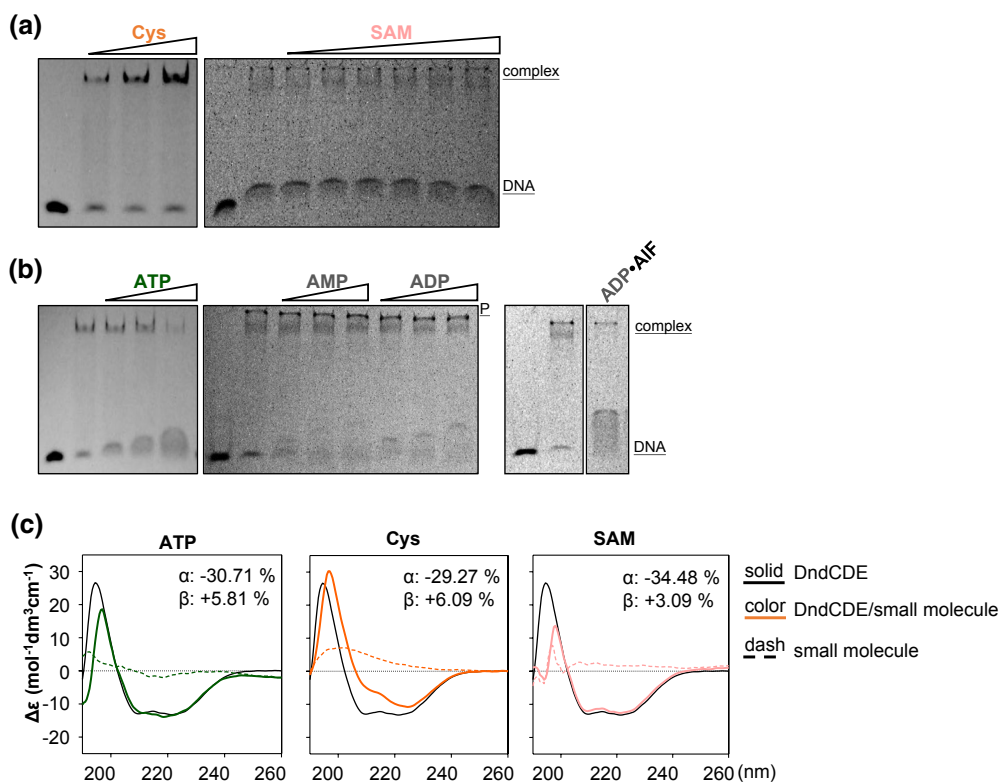 (a)
Cys SAM
complex
DNA
(b)
ATP AMP ADP ADP•AlF
P
complex
DNA
(c)
ATP Cys SAM
α: -30.71 % α: -29.27 % α: -34.48 %
β: +5.81 % β: +6.09 % β: +3.09 %
Δε (mol⁻¹dm³cm⁻¹)
30
20
10
0
-10
-20
200 220 240 260 200 220 240 260 200 220 240 260 (nm)
solid DndCDE
color DndCDE/small molecule
dash small molecule